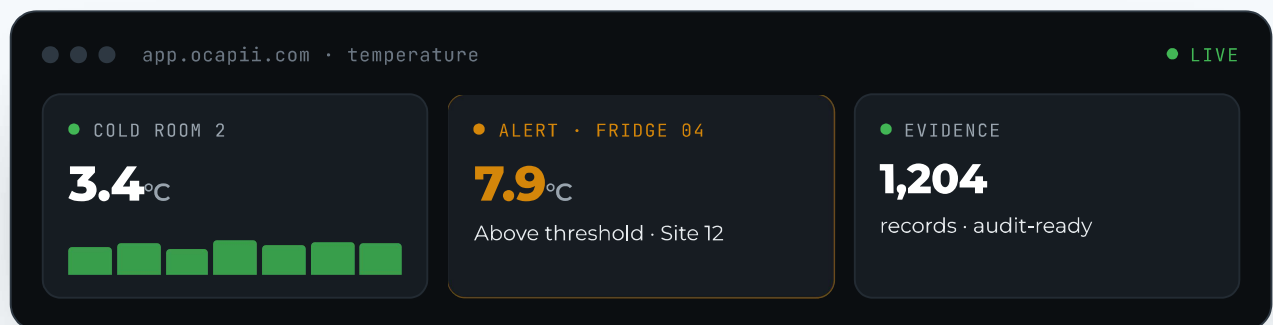 app.ocapii.com · temperature
LIVE
COLD ROOM 2
3.4°C
ALERT · FRIDGE 04
7.9°C
Above threshold · Site 12
EVIDENCE
1,204
records · audit-ready